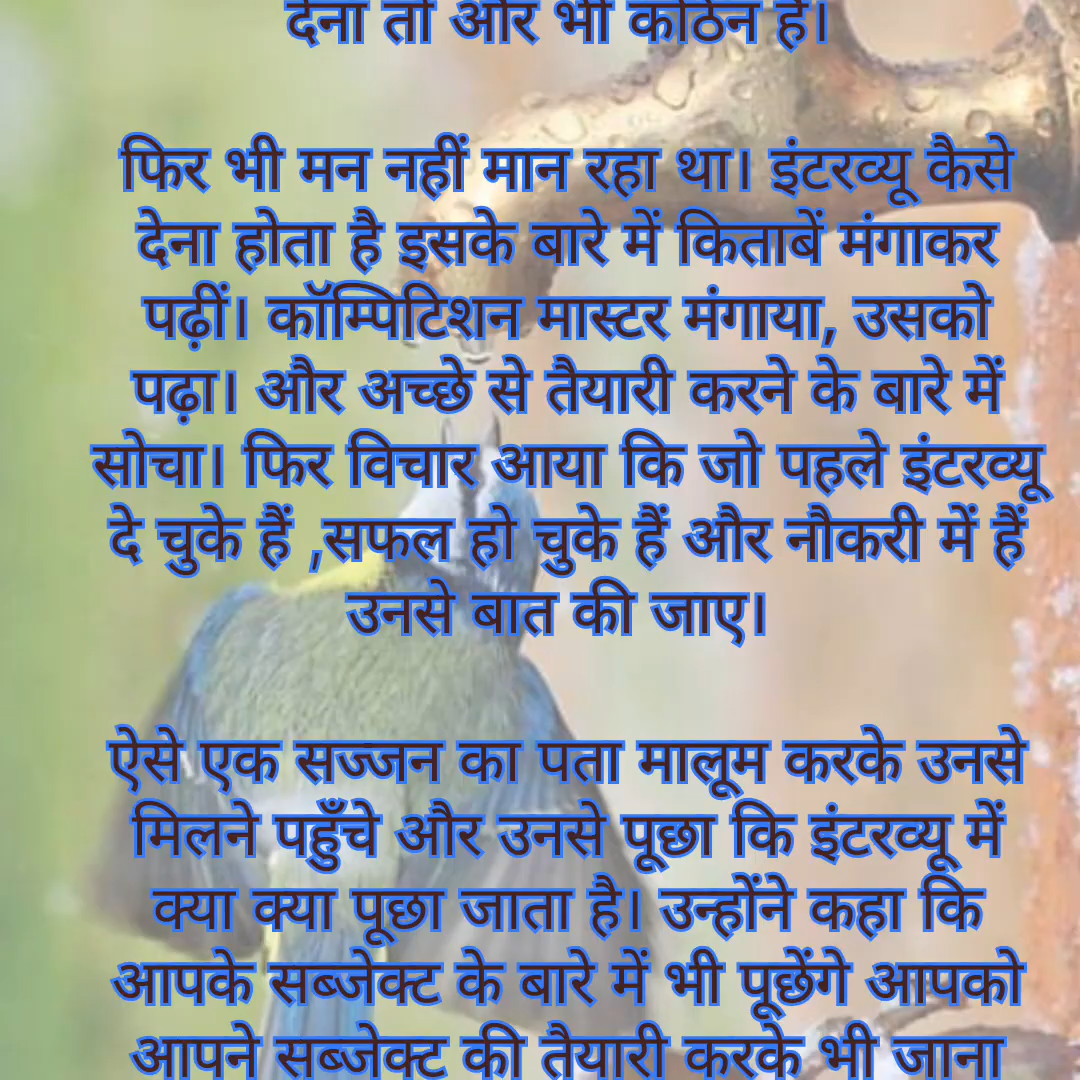 देना तो और भी कठिन है।
फिर भी मन नहीं मान रहा था। इंटरव्यू कैसे
देना होता है इसके बारे में किताबें मंगाकर
पढ़ीं। कॉम्पिटिशन मास्टर मंगाया, उसको
पढ़ा। और अच्छे से तैयारी करने के बारे में
सोचा। फिर विचार आया कि जो पहले इंटरव्यू
दे चुके हैं ,सफल हो चुके हैं और नौकरी में हैं
उनसे बात की जाए।
ऐसे एक सज्जन का पता मालूम करके उनसे
मिलने पहुँचे और उनसे पूछा कि इंटरव्यू में
क्या क्या पूछा जाता है। उन्होंने कहा कि
आपके सब्जेक्ट के बारे में भी पूछेंगे आपको
आपने सब्जेक्ट की तैयारी करके भी जाना